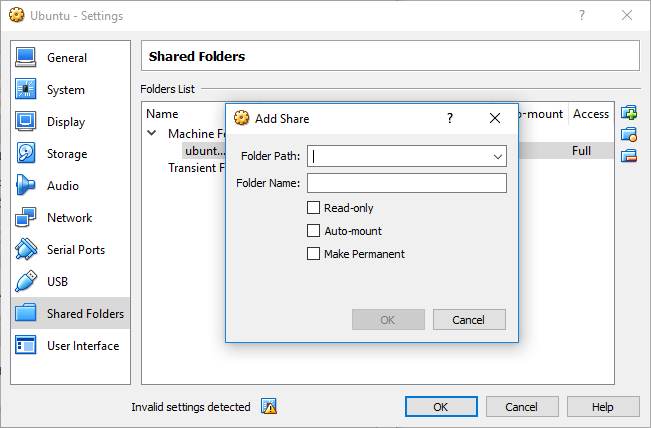 Ubuntu - Settings
General
System
Display
Storage
Audio
Network
Serial Ports
USB
Shared Folders
User Interface
Shared Folders
Folders List
Name
o-mount
Access
Machine Fo
ubunt...
Full
Transient F
Add Share
?
Folder Path:
Folder Name:
Read-only
Auto-mount
Make Permanent
OK
Cancel
Invalid settings detected
OK
Cancel
Help